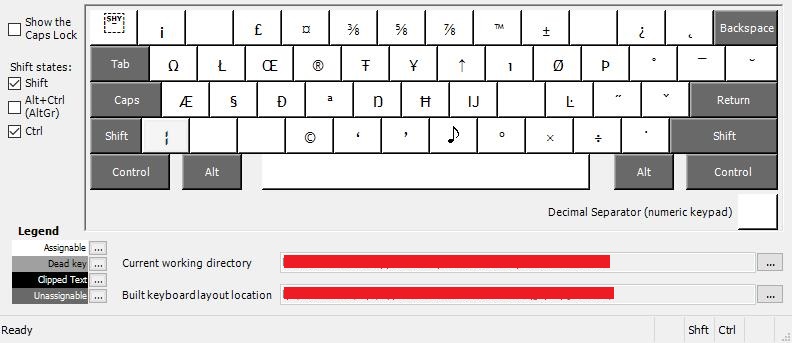 Show the
Caps Lock
Shift states:
Shift
Alt+Ctrl
(AltGr)
Ctrl
SHY ¡ £ ¤ ⅜ ⅝ ⅞ ™ ± ¿ ˛ Backspace
Tab Ω Ł Œ ® Ŧ ¥ ↑ ı Ø Þ ˚ ¯ ˘
Caps Æ § Ð ª Ŋ Ħ IJ Ŀ ˝ ˇ Return
Shift ¦ © ‘ ’ ♪ º × ÷ ˙ Shift
Control Alt Alt Control
Decimal Separator (numeric keypad)
Legend
Assignable ...
Dead key ...
Clipped Text ...
Unassignable ...
Current working directory ...
Built keyboard layout location ...
Ready Shft Ctrl